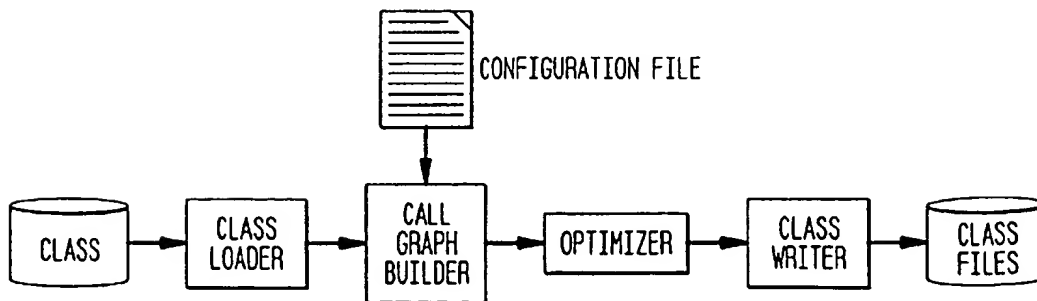 CONFIGURATION FILE
CLASS
CLASS
LOADER
CALL
GRAPH
BUILDER
OPTIMIZER
CLASS
WRITER
CLASS
FILES